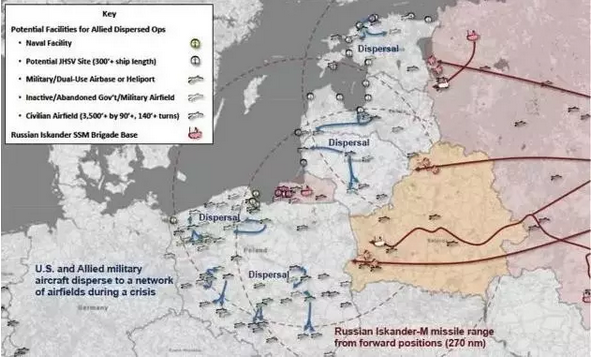 Key
Potential Facilities for Allied Dispersed Ops
• Naval Facility
• Potential JHSV Site (300'+ ship length)
• Military/Dual-Use Airbase or Heliport
• Inactive/Abandoned Gov't/Military Airfield
• Civilian Airfield (3,500'+ by 90'+, 140'+ turns)
Russian Iskander SSM Brigade Base
Dispersal
Dispersal
Dispersal
Poland
Dispersal
U.S. and Allied military
aircraft disperse to a network
of airfields during a crisis
Germany
Russian Iskander-M missile range
from forward positions (270 nm)